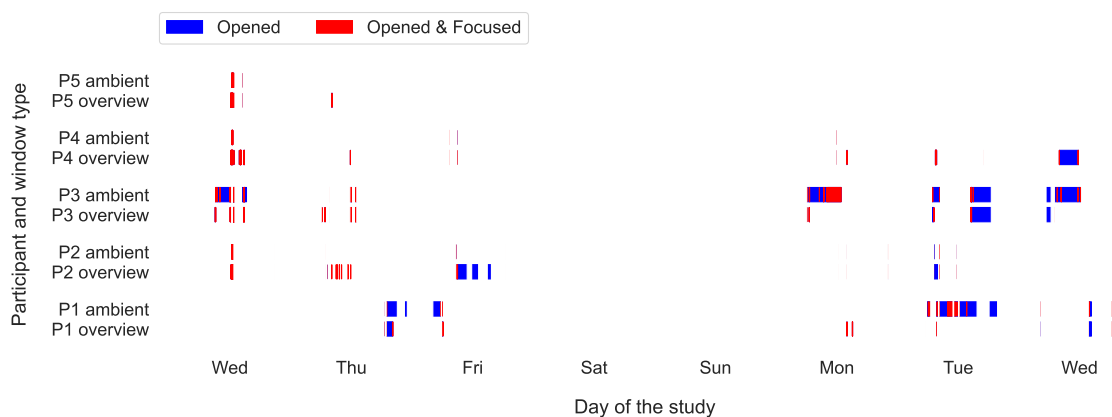 Opened Opened & Focused
Participant and window type
P5 ambient
P5 overview
P4 ambient
P4 overview
P3 ambient
P3 overview
P2 ambient
P2 overview
P1 ambient
P1 overview
Wed Thu Fri Sat Sun Mon Tue Wed
Day of the study